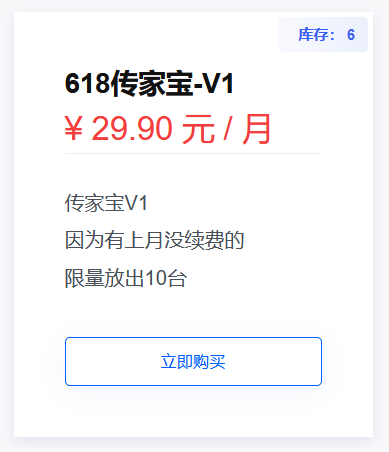 库存： 6
618传家宝-V1
¥ 29.90 元 / 月
传家宝V1
因为有上月没续费的
限量放出10台
立即购买